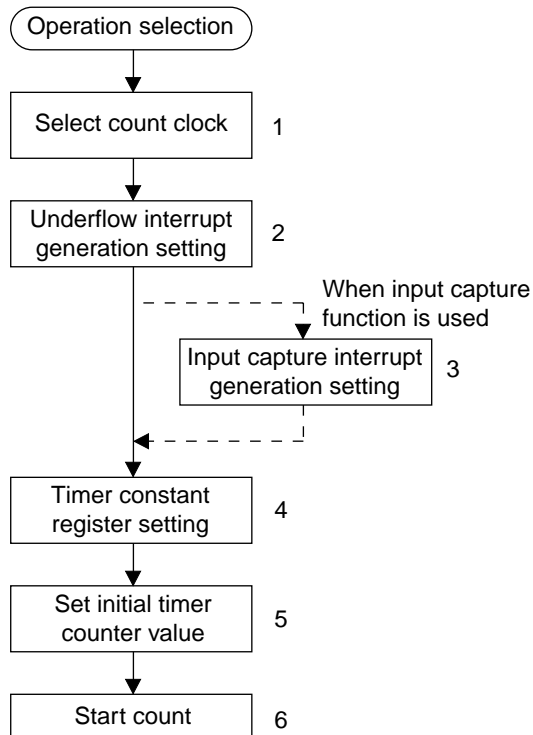 Operation selection
Select count clock
1
Underflow interrupt
generation setting
2
When input capture
function is used
Input capture interrupt
generation setting
3
Timer constant
register setting
4
Set initial timer
counter value
5
Start count
6